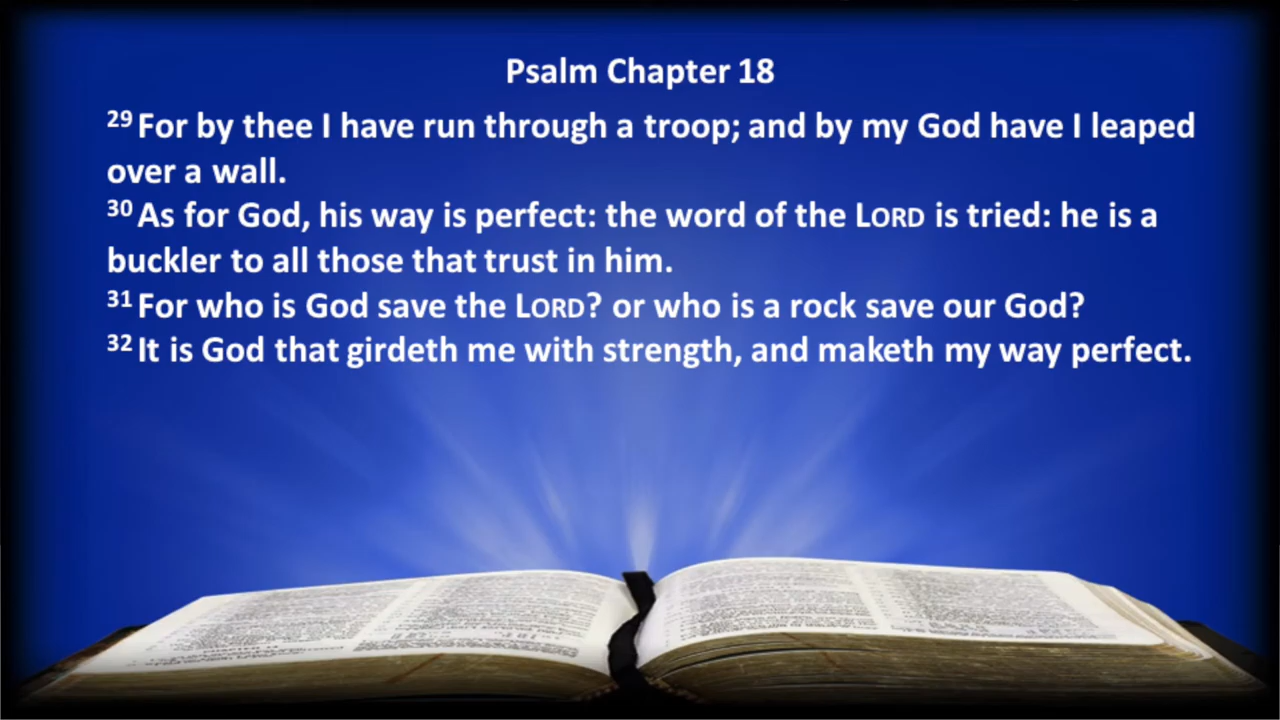 Psalm Chapter 18
29 For by thee I have run through a troop; and by my God have I leaped
over a wall.
30 As for God, his way is perfect: the word of the LORD is tried: he is a
buckler to all those that trust in him.
31 For who is God save the LORD? or who is a rock save our God?
32 It is God that girdeth me with strength, and maketh my way perfect.